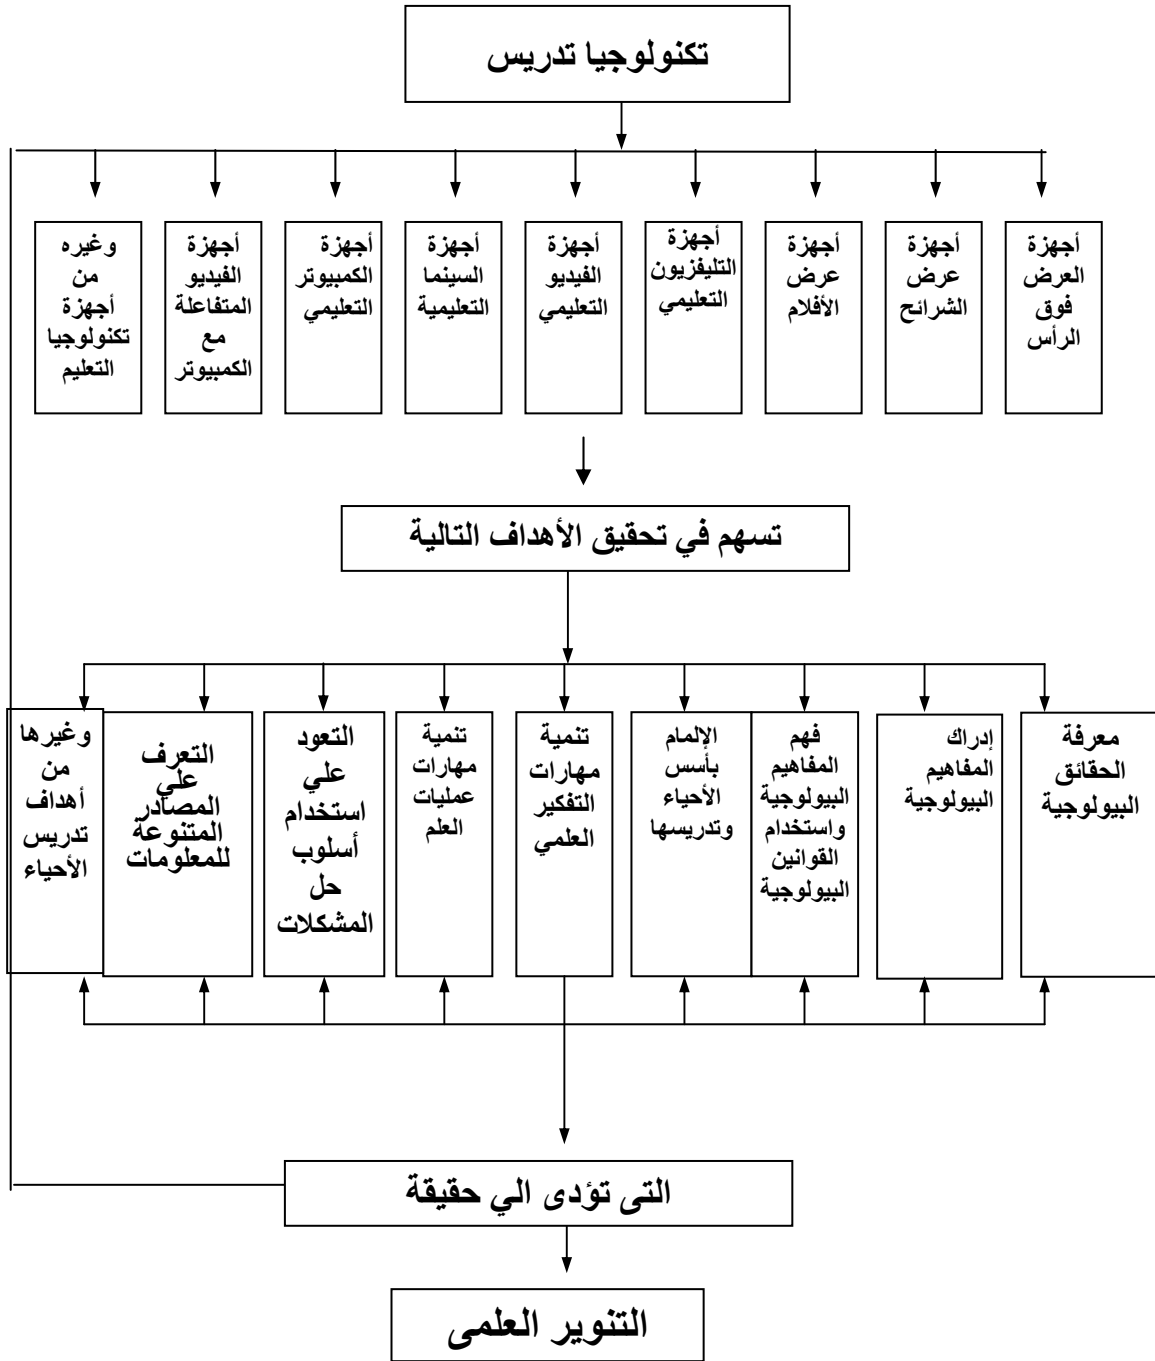 تكنولوجيا تدريس
أجهزة
العرض
فوق
الرأس
أجهزة
عرض
الشرائح
أجهزة
عرض
الأفلام
أجهزة
التليفزيون
التعليمي
أجهزة
الفيديو
التعليمي
أجهزة
السينما
التعليمية
أجهزة
الكمبيوتر
التعليمي
أجهزة
الفيديو
المتفاعلة
مع
الكمبيوتر
وغيره
من
أجهزة
تكنولوجيا
التعليم
تسهم في تحقيق الأهداف التالية
معرفة
الحقائق
البيولوجية
إدراك
المفاهيم
البيولوجية
فهم
المفاهيم
البيولوجية
واستخدام
القوانين
البيولوجية
الإلمام
بأسس
الأحياء
وتدريسها
تنمية
مهارات
التفكير
العلمي
تنمية
مهارات
عمليات
العلم
التعود
علي
استخدام
أسلوب
حل
المشكلات
التعرف
علي
المصادر
المتنوعة
للمعلومات
وغيرها
من
أهداف
تدريس
الأحياء
التى تؤدى الي حقيقة
التنوير العلمى